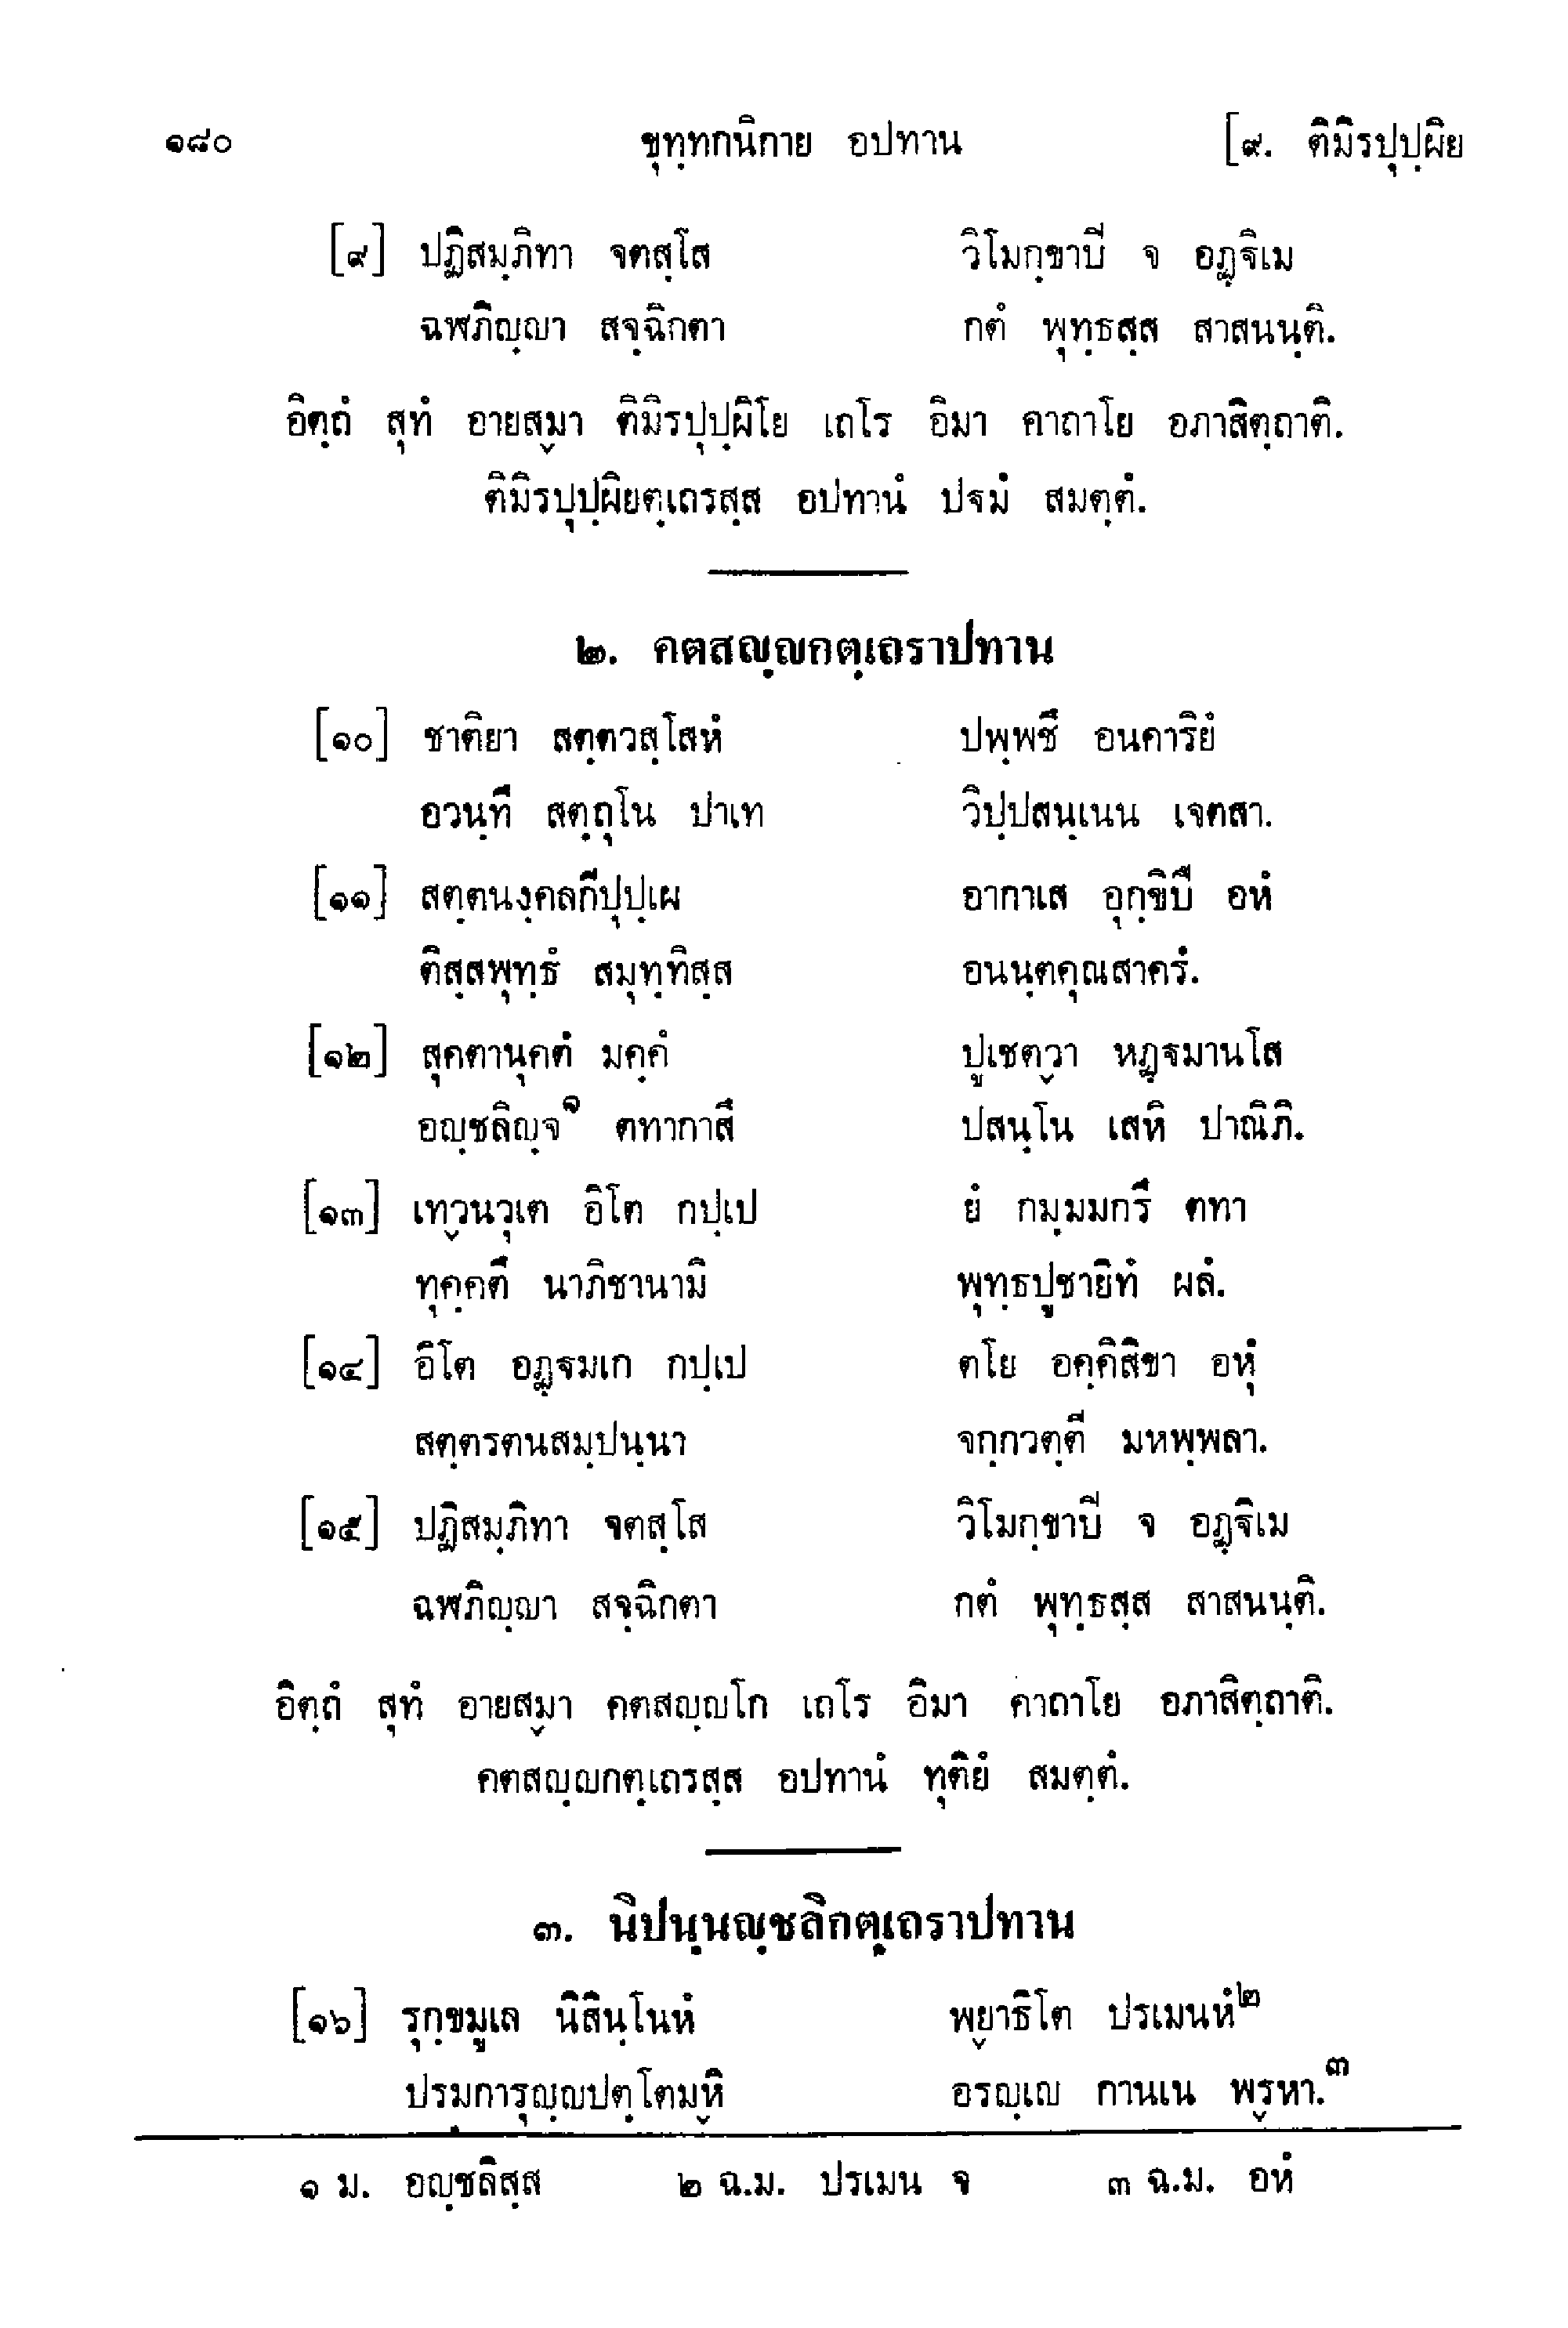 ๑๘๐ ขุทฺทกนิกาย อปทาน [๙. ติมิรปุปฺผิย
[๙] ปฏิสมฺภิทา จตสฺโส วิโมกฺขาปี จ อฏฺฐิเม
ฉฬภิญฺญา สจฺฉิกตา กตํ พุทฺธสฺส สาสนนฺติ.
อิตฺถํ สุทํ อายสฺมา ติมิรปุปฺผิโย เถโร อิมา คาถาโย อภาสิตฺถาติ.
ติมิรปุปฺผิยตฺเถรสฺส อปทานํ ปฐมํ สมตฺตํ.
๒. คตสญฺญกตฺเถราปทาน
[๑๐] ชาติยา สตฺตวสฺโสหํ ปพฺพชึ อนคาริยํ
อวนฺทึ สตฺถุโน ปาเท วิปฺปสนฺเนน เจตสา.
[๑๑] สตฺตนงฺคลกีปุปฺเผ อากาเส อุกฺขิปึ อหํ
ติสฺสพุทฺธํ สมุทฺทิสฺส อนนฺตคุณสาครํ.
[๑๒] สุคตานุคตํ มคฺคํ ปูเชตฺวา หฏฺฐมานโส
อญฺชลิญฺจ๑ ตทากาสึ ปสนฺโน เสหิ ปาณิภิ.
[๑๓] เทฺวนวุเต อิโต กปฺเป ยํ กมฺมมกรึ ตทา
ทุคฺคตึ นาภิชานามิ พุทฺธปูชายิทํ ผลํ.
[๑๔] อิโต อฏฺฐมเก กปฺเป ตโย อคฺคิสิขา อหุํ
สตฺตรตนสมฺปนฺนา จกฺกวตฺตี มหพฺพลา.
[๑๕] ปฏิสมฺภิทา จตสฺโส วิโมกฺขาปี จ อฏฺฐิเม
ฉฬภิญฺญา สจฺฉิกตา กตํ พุทฺธสฺส สาสนนฺติ.
อิตฺถํ สุทํ อายสฺมา คตสญฺญโก เถโร อิมา คาถาโย อภาสิตฺถาติ.
คตสญฺญกตฺเถรสฺส อปทานํ ทุติยํ สมตฺตํ.
๓. นิปนฺนญฺชลิกตฺเถราปทาน
[๑๖] รุกฺขมูเล นิสินฺโนหํ พฺยาธิโต ปรเมนหํ๒
ปรมการุญฺญปตฺโตมฺหิ อรญฺเญ กานเน พฺรหา.๓
๑ ม. อญฺชลิสฺส ๒ ฉ.ม. ปรเมน จ ๓ ฉ.ม. อหํ